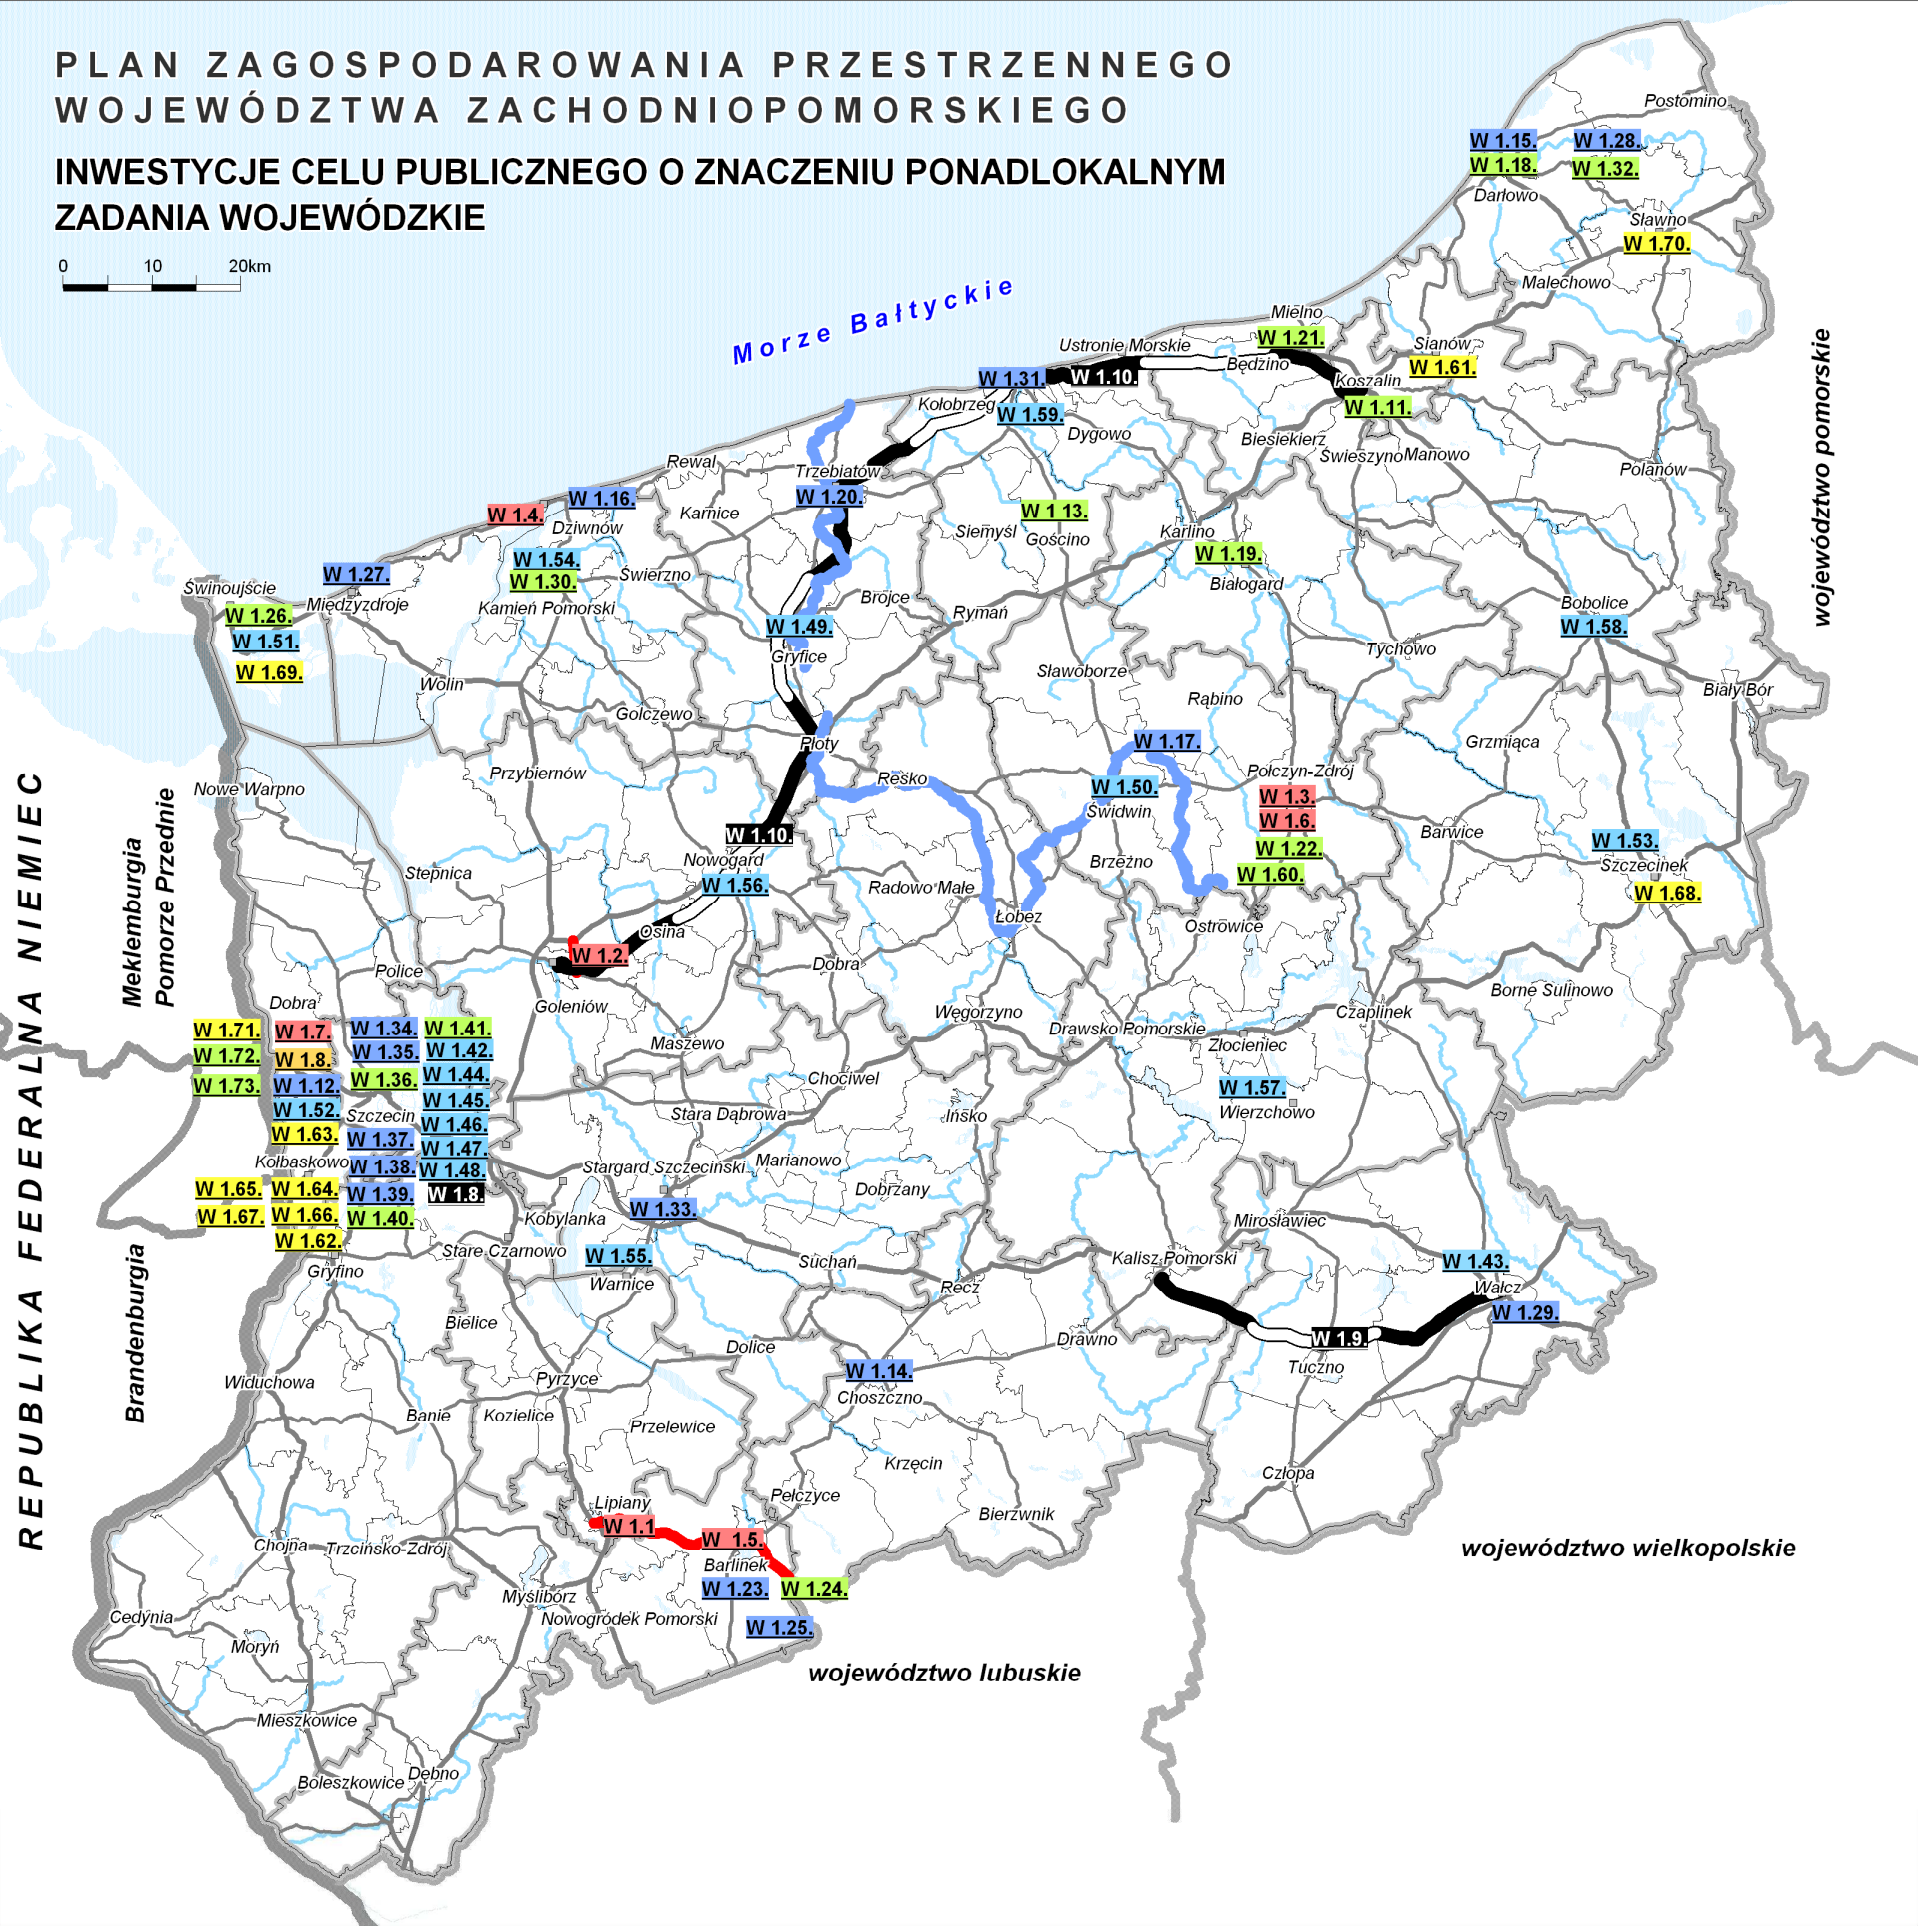 PLAN ZAGOSPODAROWANIA PRZESTRZENNEGO
WOJEWÓDZTWA ZACHODNIOPOMORSKIEGO
INWESTYCJE CELU PUBLICZNEGO O ZNACZENIU PONADLOKALNYM
ZADANIA WOJEWÓDZKIE
0 10 20km
Morze Bałtyckie
Postomino
W 1.15. W 1.28.
W 1.18. W 1.32.
Darłowo
Sławno
W 1.70.
Malechowo
Mielno
W 1.21.
Ustronie Morskie
Sianów
W 1.61.
Będzino
W 1.31. W 1.10.
Koszalin
W 1.11.
Kołobrzeg
W 1.59.
Dygowo
Biesiekierz
Świeszyno
Manowo
Polanów
Rewal
Trzebiatów
W 1.20.
W 1.16.
W 1.4.
Dziwnów
Karnice
W 1 13.
Siemyśl
Gościno
Karlino
W 1.19.
Białogard
W 1.54.
W 1.30.
Kamień Pomorski
Świerzno
W 1.27.
Międzyzdroje
Świnoujście
W 1.26.
W 1.51.
W 1.69.
Brojce
Rymań
W 1.49.
Gryfice
Bobolice
W 1.58.
Tychowo
Sławoborze
Rąbino
Biały Bór
Wolin
Golczewo
Płoty
W 1.17.
Grzmiąca
Przybiernów
Resko
W 1.50.
Świdwin
Połczyn-Zdrój
W 1.3.
W 1.6.
W 1.22.
W 1.60.
Barwice
W 1.53.
Szczecinek
W 1.68.
Nowe Warpno
W 1.10.
Nowogard
W 1.56.
Stepnica
Radowo Małe
Brzeżno
Łobez
Ostrowice
Osina
W 1.2.
Goleniów
Dobra
Police
Dobra
Węgorzyno
Drawsko Pomorskie
Złocieniec
Czaplinek
Borne Sulinowo
Maszewo
W 1.71. W 1.7. W 1.34. W 1.41.
W 1.72. W 1.8. W 1.35. W 1.42.
W 1.73. W 1.12. W 1.36. W 1.44.
W 1.52. Szczecin W 1.45.
W 1.63. W 1.37. W 1.46.
W 1.47.
Kołbaskowo W 1.38. W 1.48.
W 1.65. W 1.64. W 1.39. W 1.8.
W 1.67. W 1.66. W 1.40.
W 1.62.
Gryfino
Chociwel
Stara Dąbrowa
Ińsko
W 1.57.
Wierzchowo
Stargard Szczeciński
Marianowo
Dobrzany
W 1.33.
Kobylanka
Stare Czarnowo
W 1.55.
Warnice
Suchań
Recz
Mirosławiec
Kalisz Pomorski
W 1.43.
Wałcz
W 1.29.
W 1.9.
Tuczno
Bielice
Dolice
Drawno
W 1.14.
Choszczno
Widuchowa
Pyrzyce
Banie
Kozielice
Przelewice
Krzęcin
Człopa
Pełczyce
Bierzwnik
Lipiany
W 1.1
W 1.5.
Barlinek
W 1.23. W 1.24.
W 1.25.
Chojna
Trzcińsko-Zdrój
Myślibórz
Nowogródek Pomorski
Cedynia
Moryń
Mieszkowice
Boleszkowice
Dębno
województwo pomorskie
województwo wielkopolskie
województwo lubuskie
REPUBLIKA FEDERALNA NIEMIEC
Meklemburgia
Pomorze Przednie
Brandenburgia